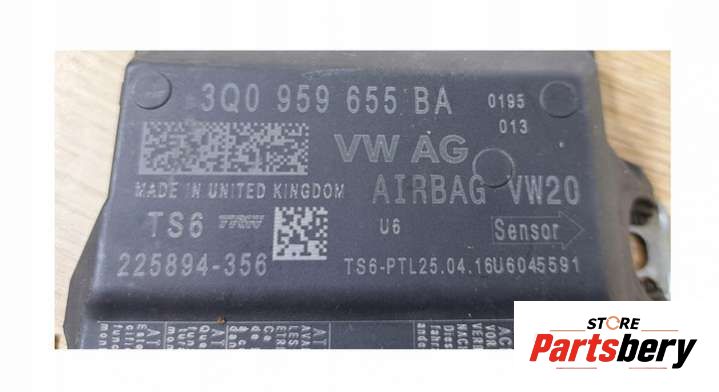 3Q0 959 655 BA
0195
013
VW AG
MADE IN UNITED KINGDOM
AIRBAG VW20
TS6 TRW
U6
Sensor
225894-356
TS6-PTL25.04.16U6045591
STORE
Partsbery